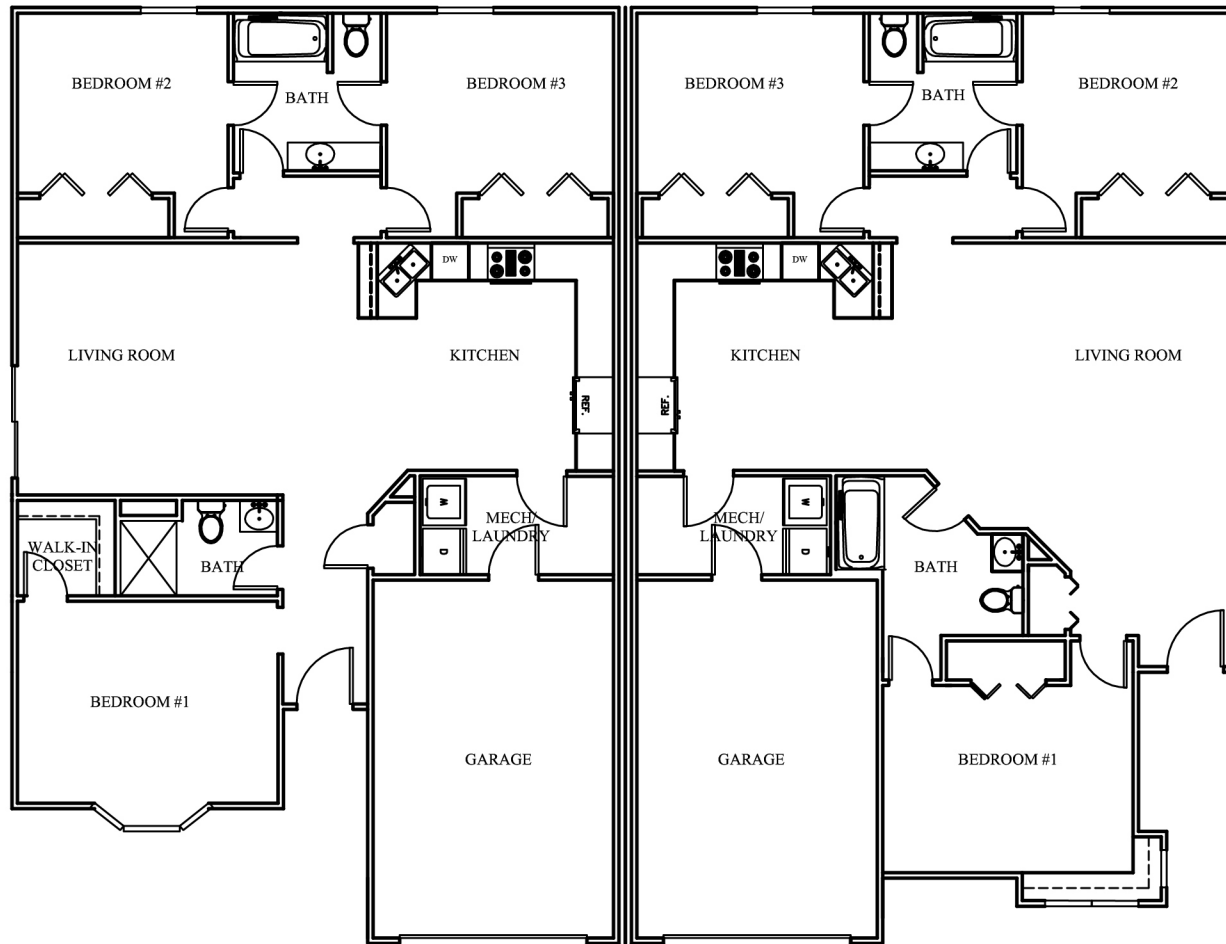 BEDROOM #2
BATH
BEDROOM #3
BEDROOM #3
BATH
BEDROOM #2
DW
DW
LIVING ROOM
KITCHEN
KITCHEN
LIVING ROOM
REF.
REF.
W
MECH/
LAUNDRY
D
MECH/
LAUNDRY
W
D
WALK-IN
CLOSET
BATH
BATH
BEDROOM #1
GARAGE
GARAGE
BEDROOM #1